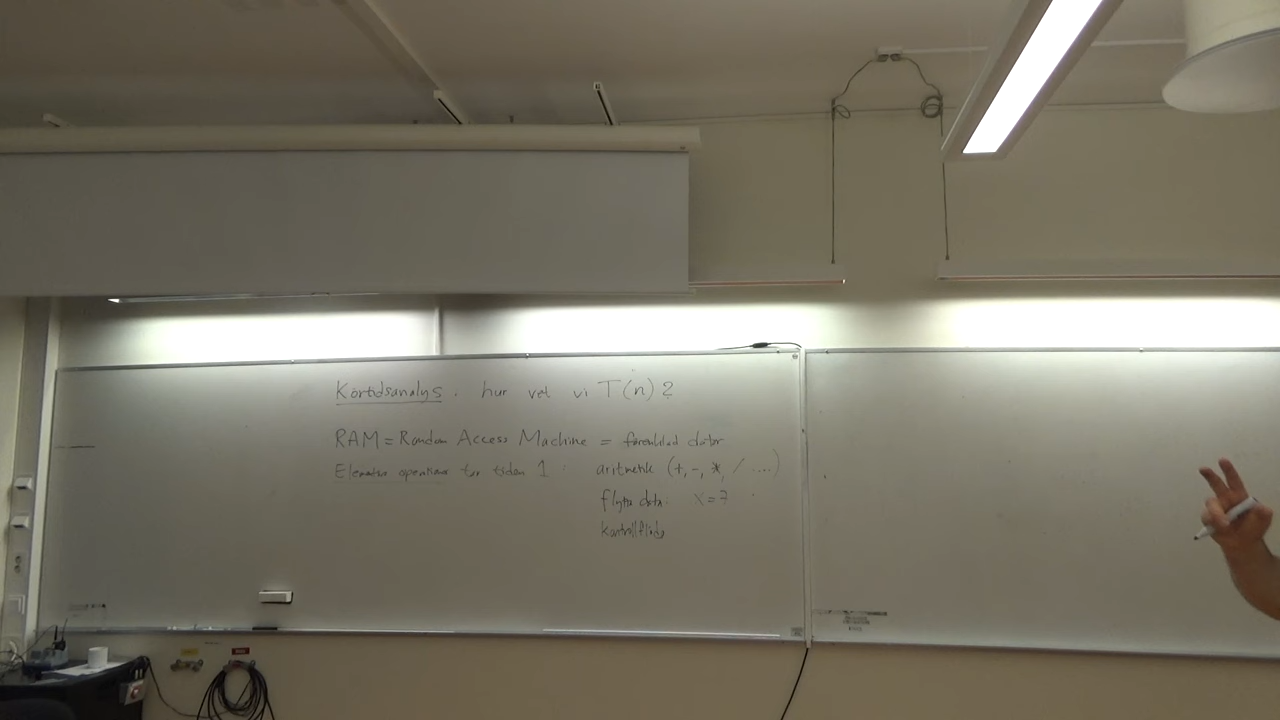 Körtidsanalys. hur vet vi T(n)?
RAM = Random Access Machine = förenklad dator
Elementär operationer tar tiden 1: aritmetik (+, -, *, / ....)
flytta data. x = 7
kontrollflöde